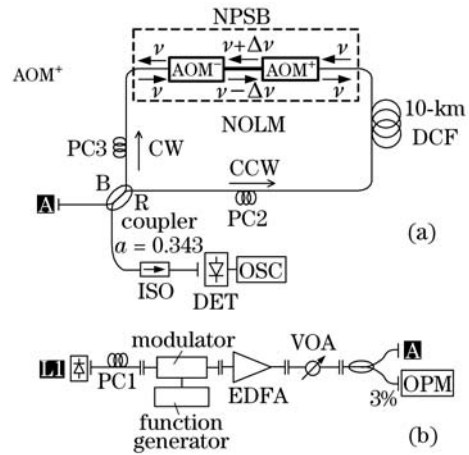 NPSB
ν ν+Δν ν
AOM⁻ AOM⁺
ν ν−Δν ν
AOM⁺
NOLM
10-km
DCF
PC3
CW
CCW
B
R
PC2
A
coupler
a = 0.343
(a)
ISO
DET
OSC
modulator
VOA
A
L1
PC1
EDFA
3%
OPM
function
generator
(b)